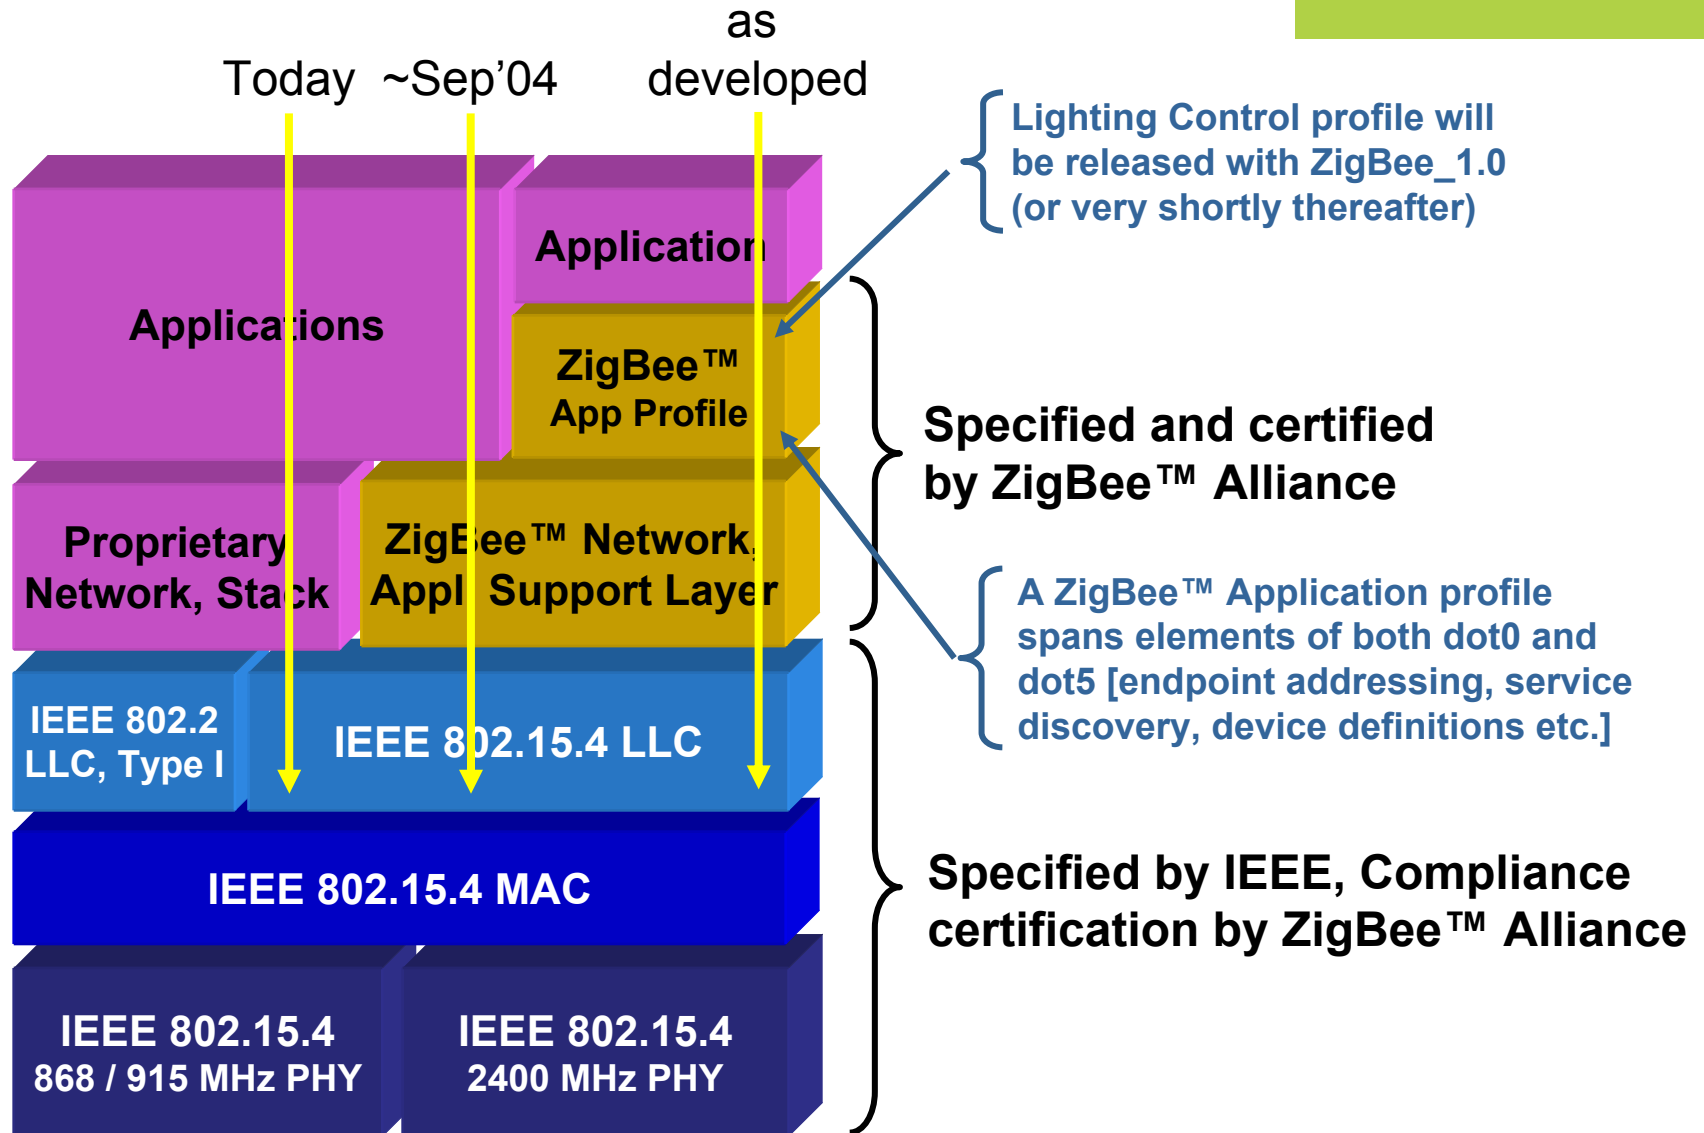 as
Today ~Sep’04 developed
Lighting Control profile will
be released with ZigBee_1.0
(or very shortly thereafter)
Application
Applications
ZigBee™
App Profile
Specified and certified
by ZigBee™ Alliance
Proprietary
Network, Stack
ZigBee™ Network,
Appl Support Layer
A ZigBee™ Application profile
spans elements of both dot0 and
dot5 [endpoint addressing, service
discovery, device definitions etc.]
IEEE 802.2
LLC, Type I
IEEE 802.15.4 LLC
IEEE 802.15.4 MAC
Specified by IEEE, Compliance
certification by ZigBee™ Alliance
IEEE 802.15.4
868 / 915 MHz PHY
IEEE 802.15.4
2400 MHz PHY